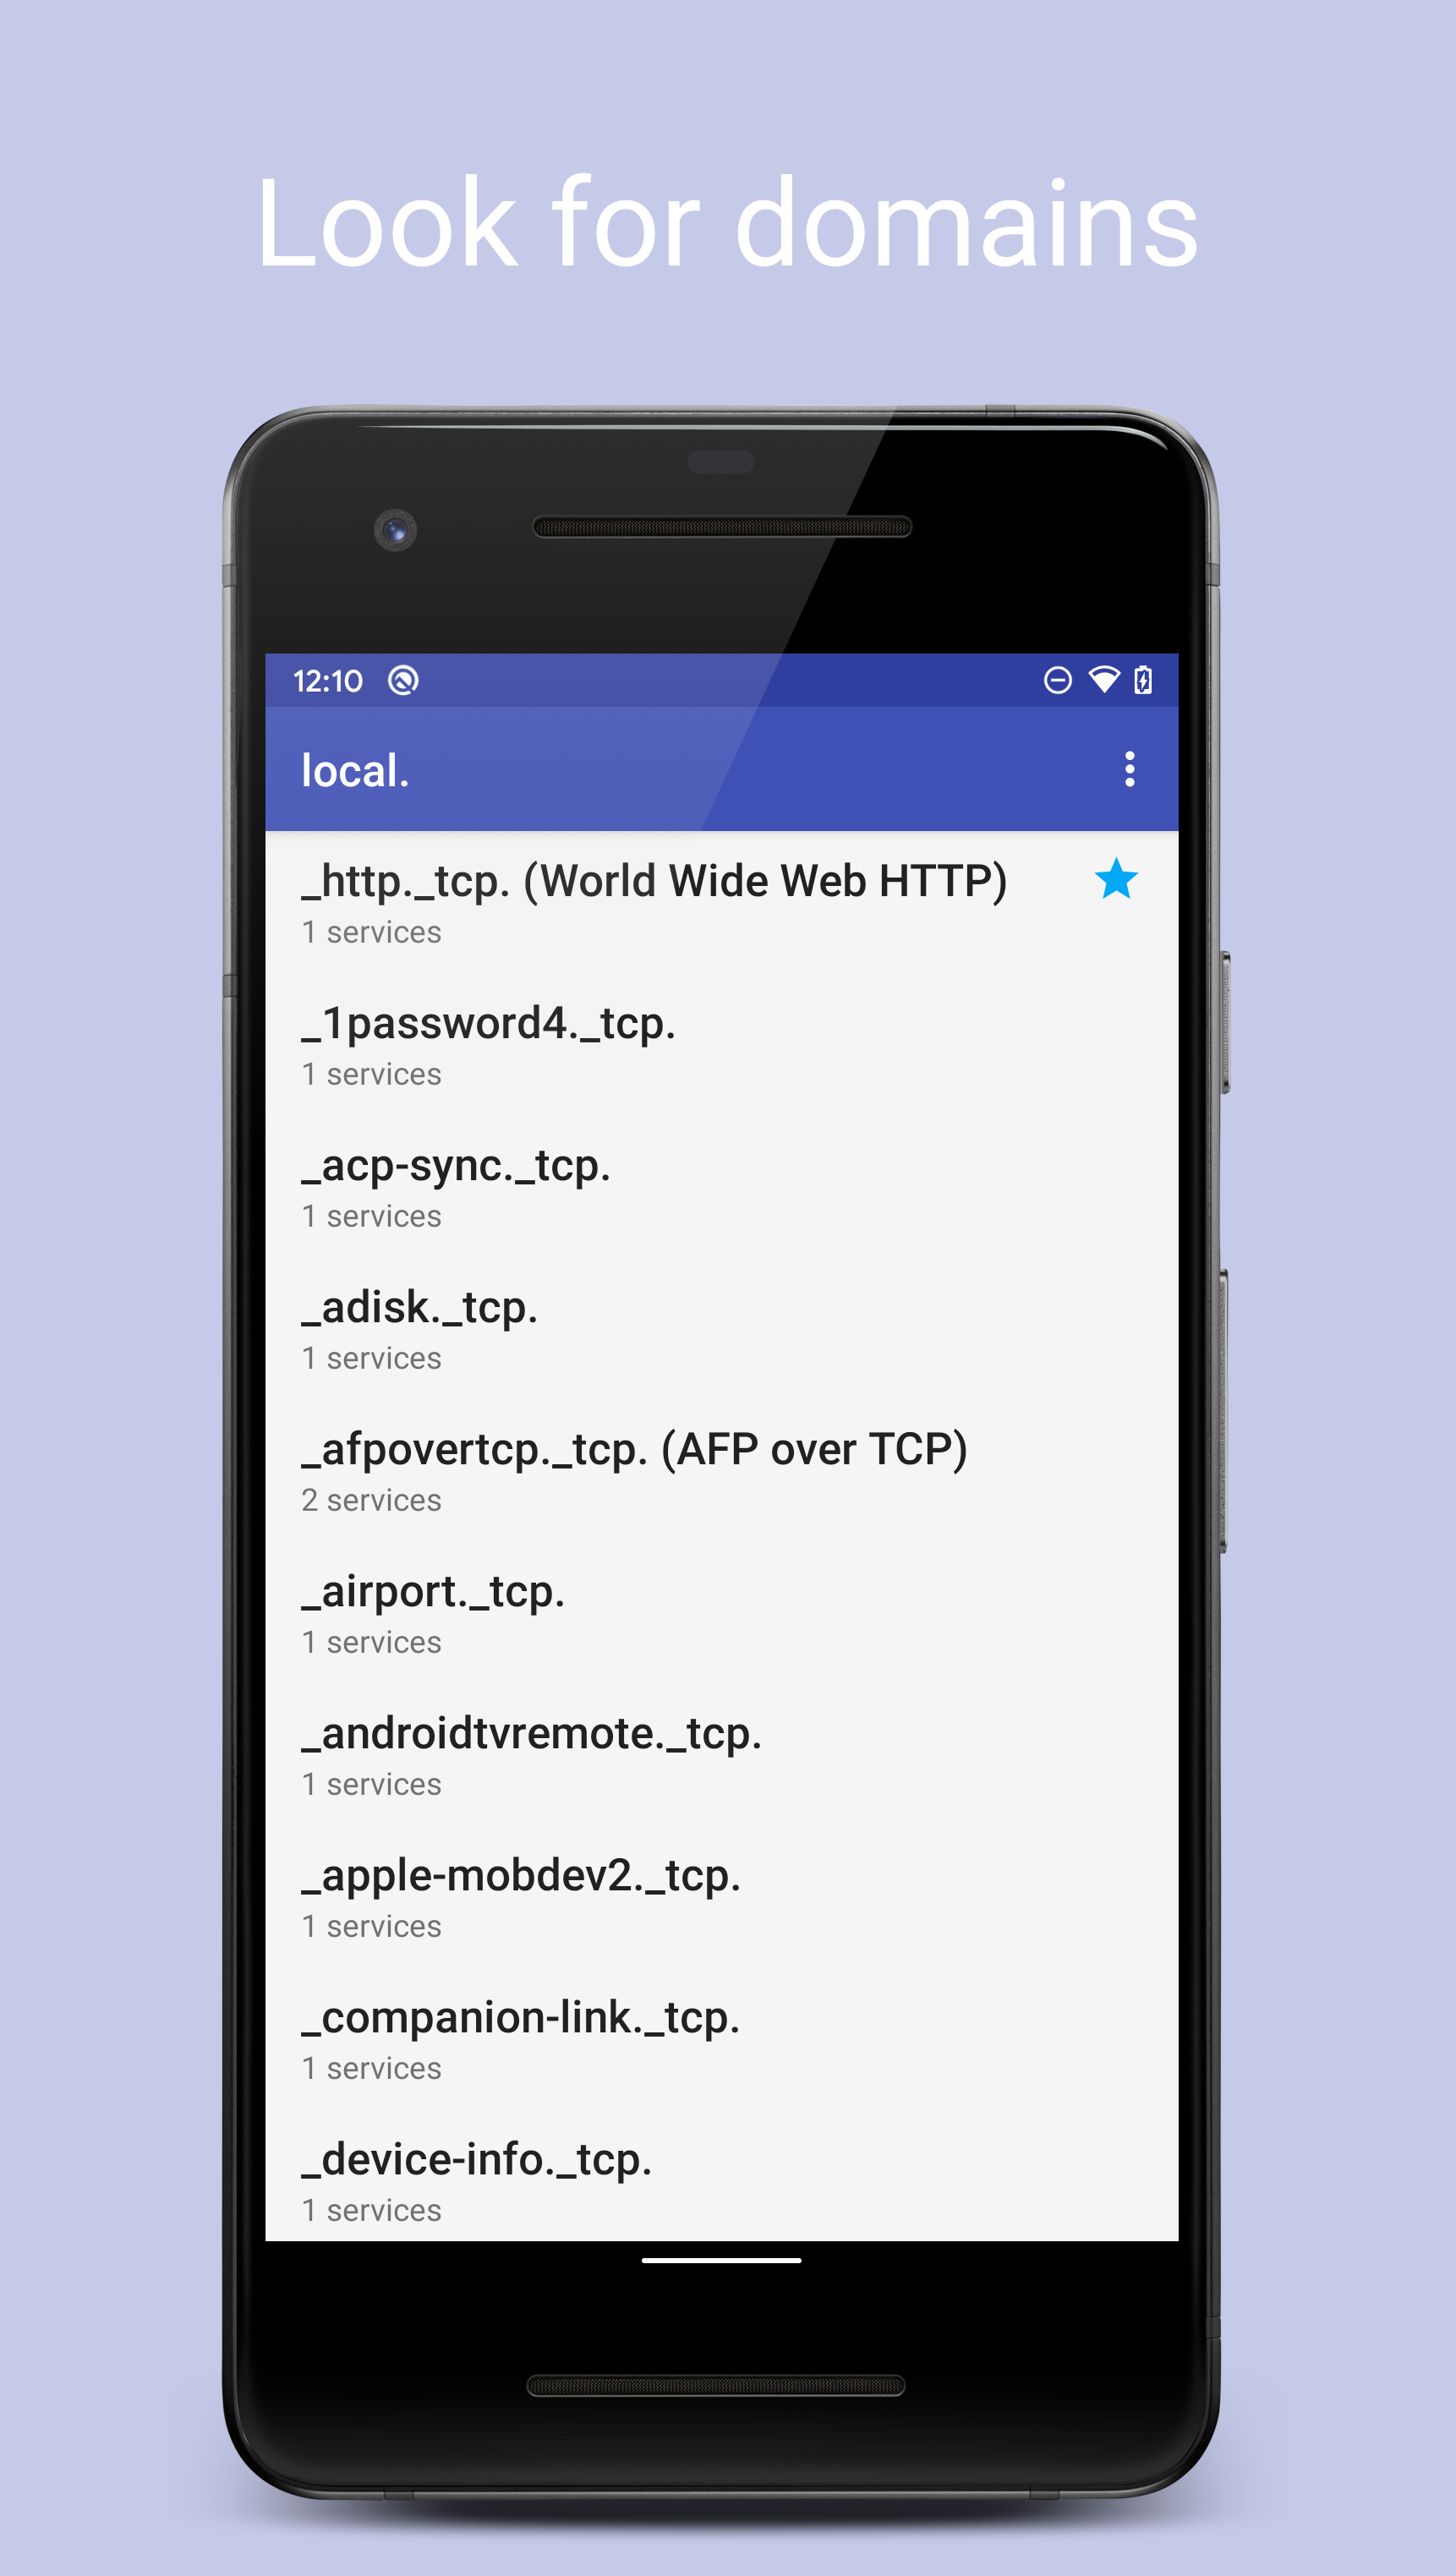 Look for domains
12:10
local.
_http._tcp. (World Wide Web HTTP)
1 services
_1password4._tcp.
1 services
_acp-sync._tcp.
1 services
_adisk._tcp.
1 services
_afpovertcp._tcp. (AFP over TCP)
2 services
_airport._tcp.
1 services
_androidtvremote._tcp.
1 services
_apple-mobdev2._tcp.
1 services
_companion-link._tcp.
1 services
_device-info._tcp.
1 services